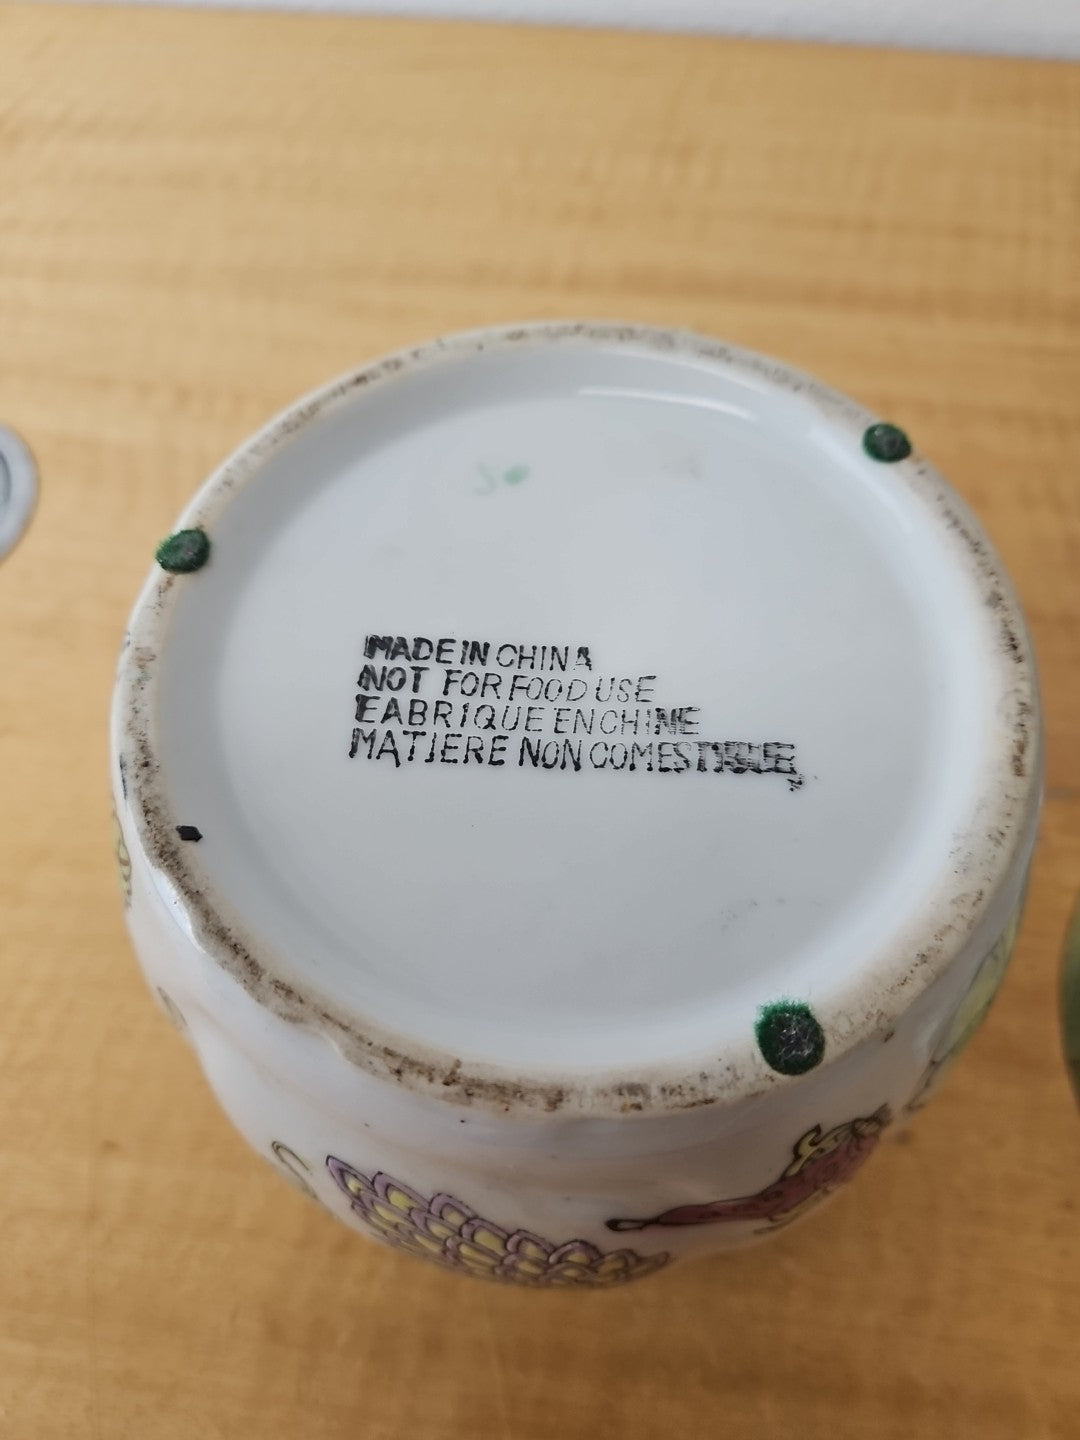 MADE IN CHINA
NOT FOR FOOD USE
EABRIQUE EN CHINE
MATIERE NON COMESTIBLE